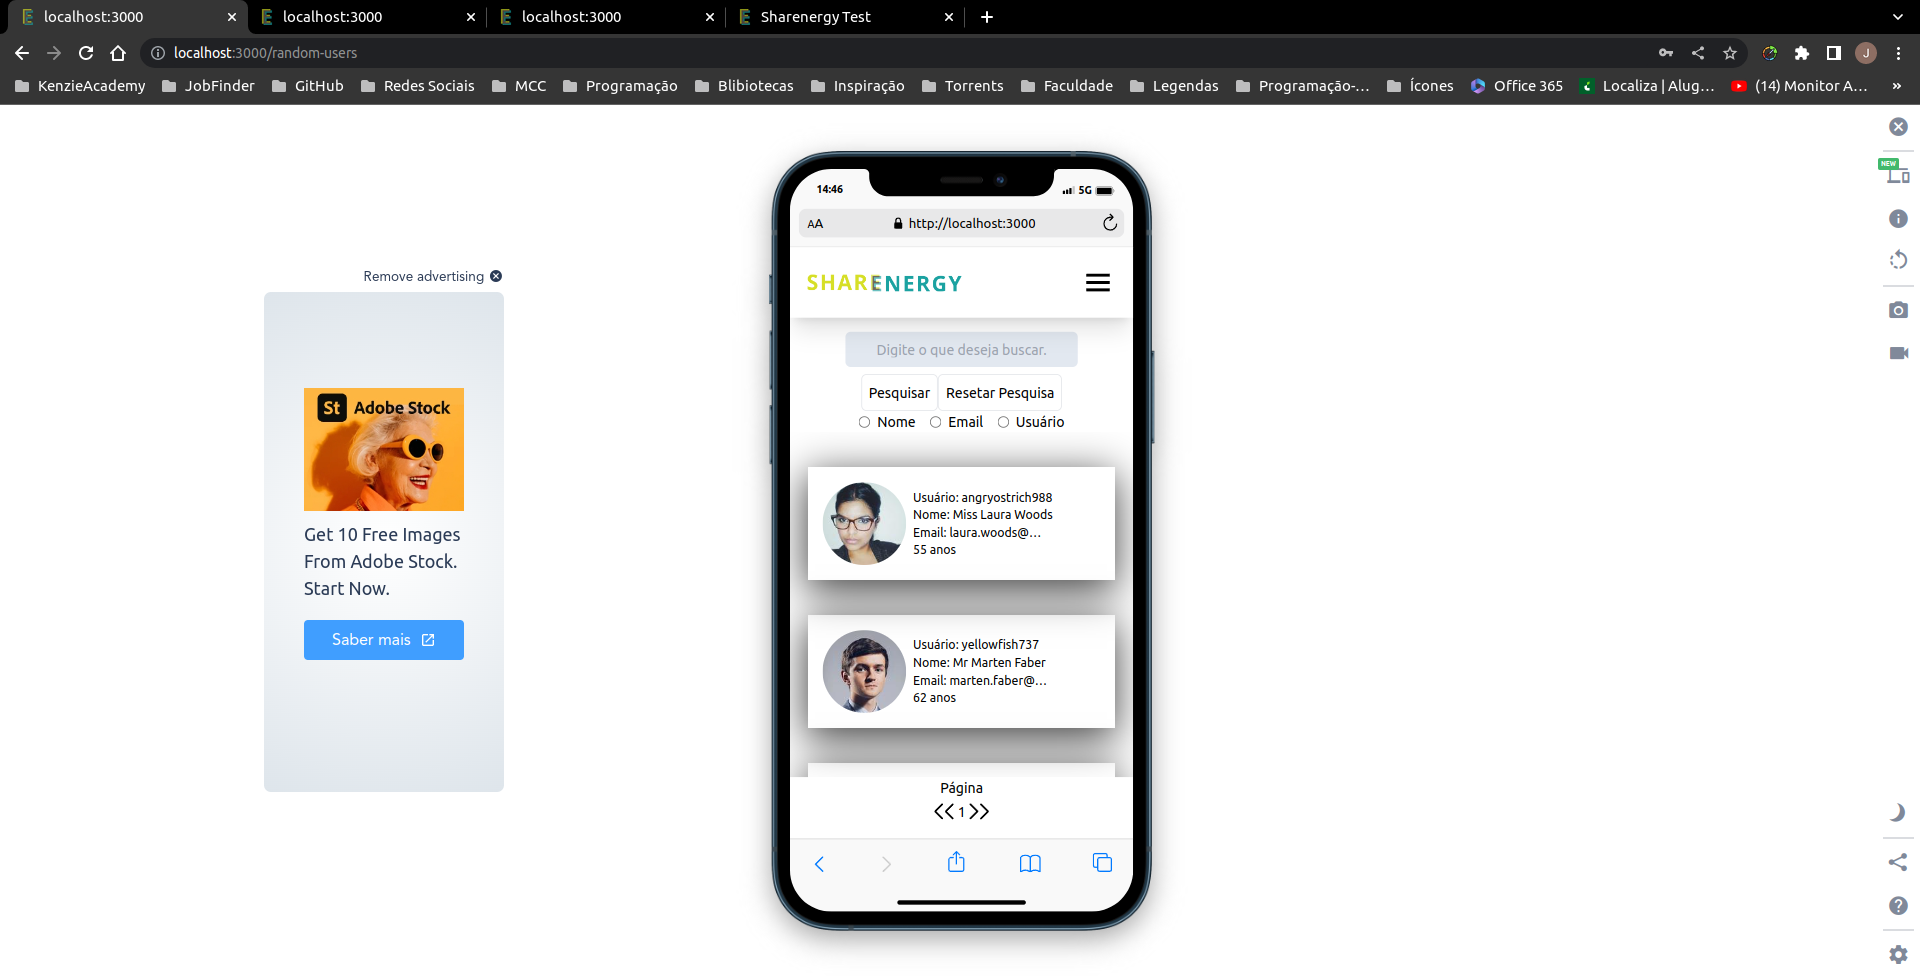 localhost:3000
localhost:3000
localhost:3000
Sharenergy Test
localhost:3000/random-users
J
KenzieAcademy
JobFinder
GitHub
Redes Sociais
MCC
Programação
Blibiotecas
Inspiração
Torrents
Faculdade
Legendas
Programação-...
Ícones
Office 365
Localiza | Alug...
(14) Monitor A...
»
NEW
Remove advertising
St Adobe Stock
Get 10 Free Images
From Adobe Stock.
Start Now.
Saber mais
14:46
5G
AA
http://localhost:3000
SHARENERGY
Digite o que deseja buscar.
Pesquisar
Resetar Pesquisa
Nome
Email
Usuário
Usuário: angryostrich988
Nome: Miss Laura Woods
Email: laura.woods@...
55 anos
Usuário: yellowfish737
Nome: Mr Marten Faber
Email: marten.faber@...
62 anos
Página
1